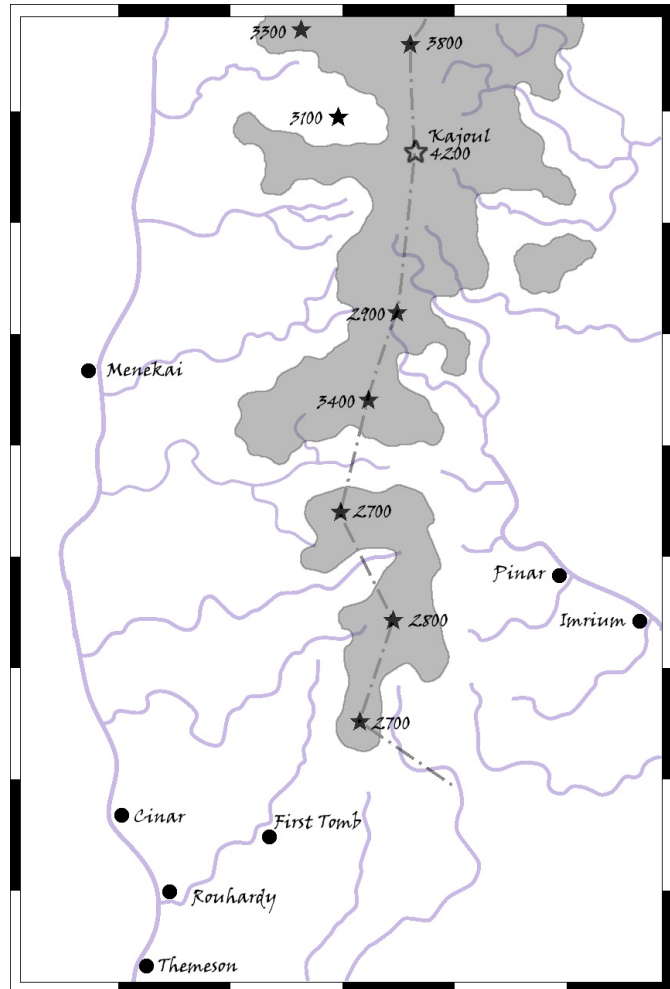 3300
3800
3100
Kajoul
4200
2900
Menekai
3400
2700
Pinar
2800
Imrium
2700
Cinar
First Tomb
Rouhardy
Themeson